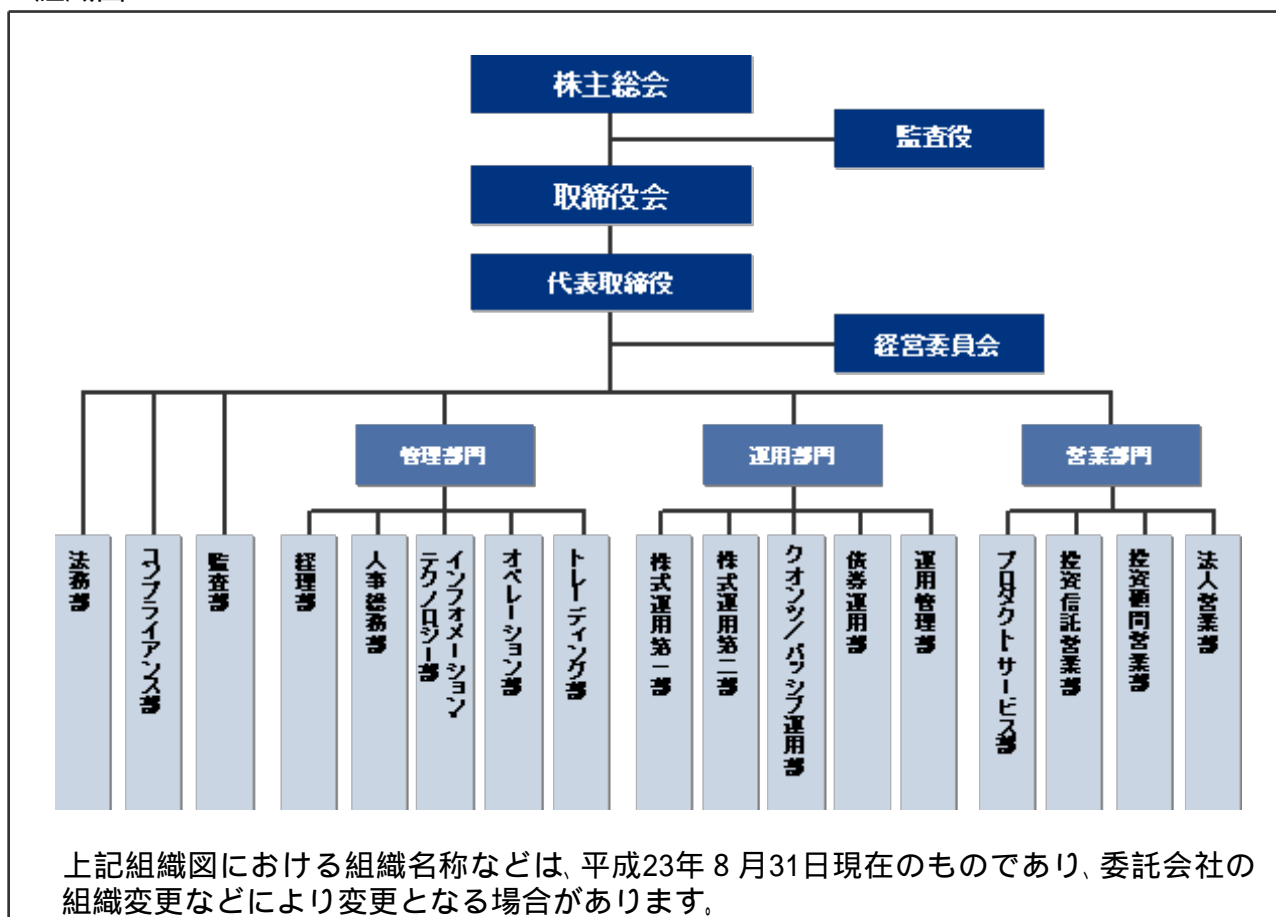 株主総会
監査役
取締役会
代表取締役
経営委員会
管理部門
運用部門
営業部門
法務部
コンプライアンス部
監査部
経理部
人事総務部
インフォメーション
テクノロジー部
オペレーション部
トレーディング部
株式運用第一部
株式運用第二部
クオンツ/パッシブ運用部
債券運用部
運用管理部
プロダクトサービス部
投資信託営業部
投資顧問営業部
法人営業部
上記組織図における組織名称などは、平成23年8月31日現在のものであり、委託会社の
組織変更などにより変更となる場合があります。